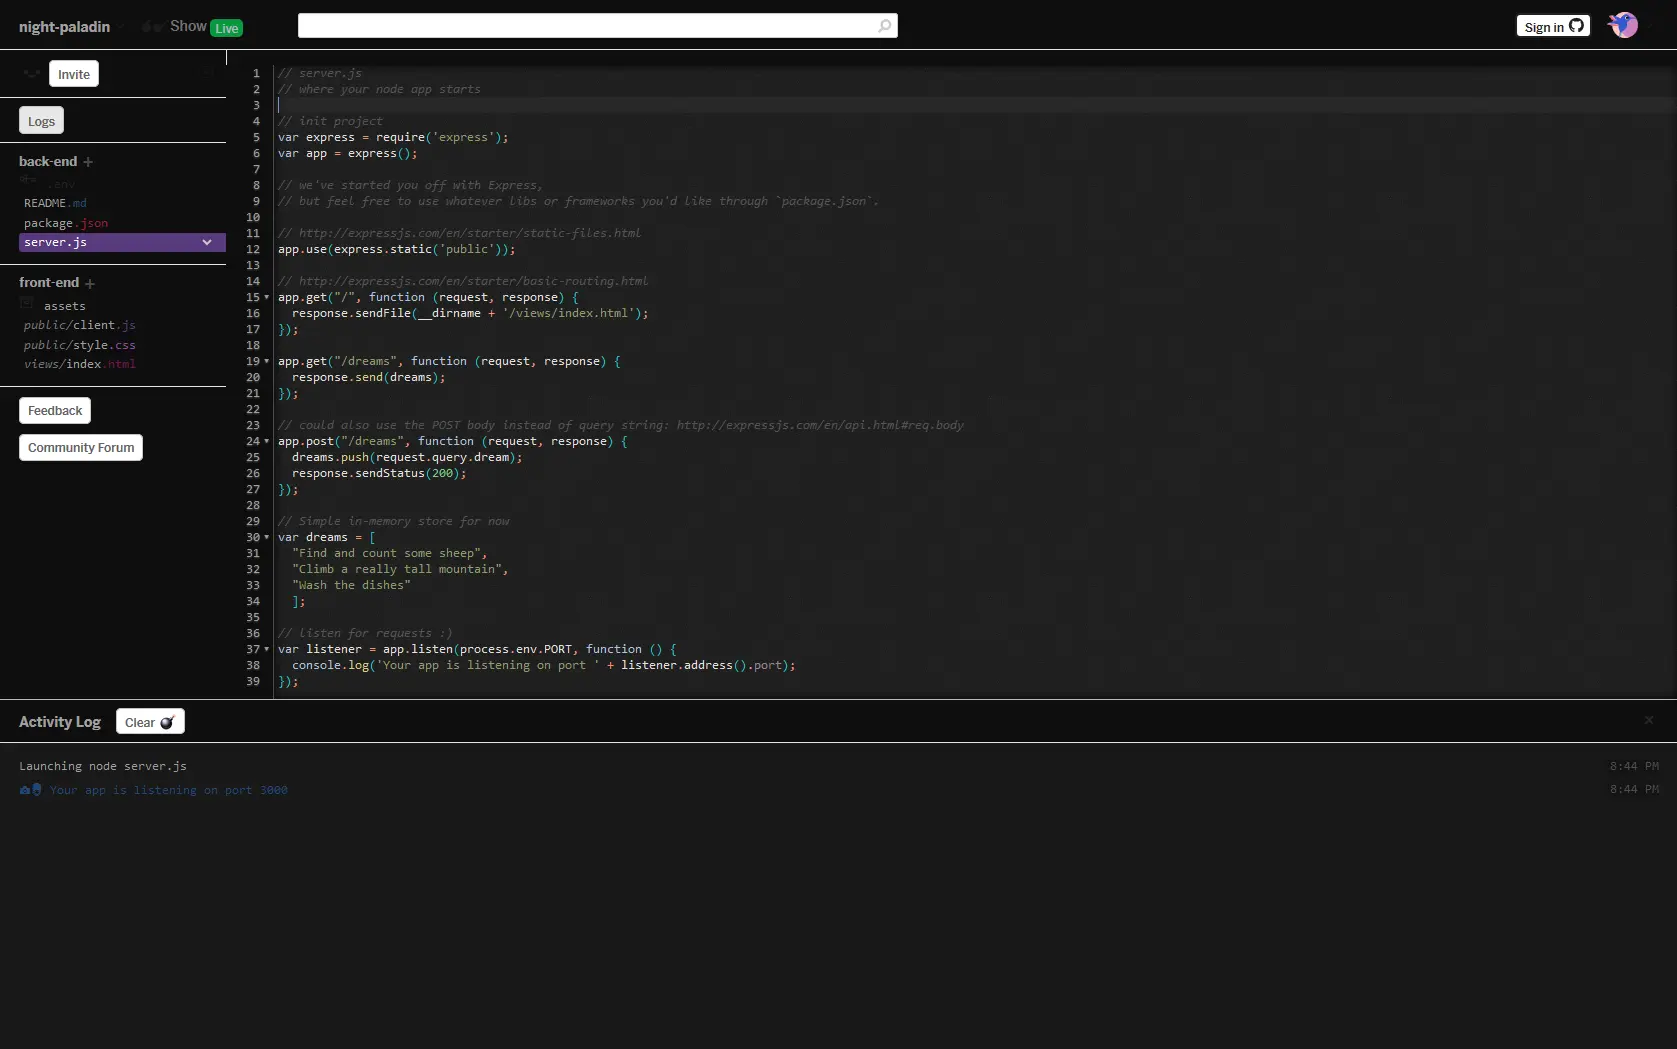 night-paladin Show Live Sign in
Invite
Logs
back-end +
.env
README.md
package.json
server.js
front-end +
assets
public/client.js
public/style.css
views/index.html
Feedback
Community Forum
1 // server.js
2 // where your node app starts
3
4 // init project
5 var express = require('express');
6 var app = express();
7
8 // we've started you off with Express,
9 // but feel free to use whatever libs or frameworks you'd like through `package.json`.
10
11 // http://expressjs.com/en/starter/static-files.html
12 app.use(express.static('public'));
13
14 // http://expressjs.com/en/starter/basic-routing.html
15 app.get("/", function (request, response) {
16 response.sendFile(__dirname + '/views/index.html');
17 });
18
19 app.get("/dreams", function (request, response) {
20 response.send(dreams);
21 });
22
23 // could also use the POST body instead of query string: http://expressjs.com/en/api.html#req.body
24 app.post("/dreams", function (request, response) {
25 dreams.push(request.query.dream);
26 response.sendStatus(200);
27 });
28
29 // Simple in-memory store for now
30 var dreams = [
31 "Find and count some sheep",
32 "Climb a really tall mountain",
33 "Wash the dishes"
34 ];
35
36 // listen for requests :)
37 var listener = app.listen(process.env.PORT, function () {
38 console.log('Your app is listening on port ' + listener.address().port);
39 });
Activity Log Clear
Launching node server.js 8:44 PM
Your app is listening on port 3000 8:44 PM